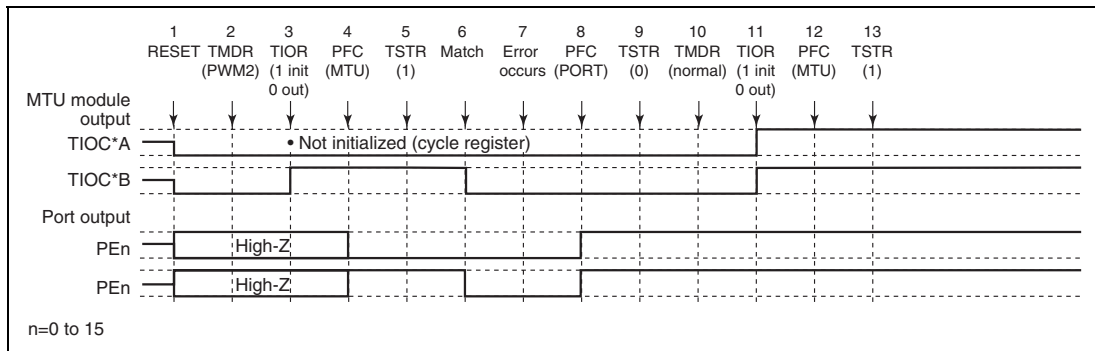 1 2 3 4 5 6 7 8 9 10 11 12 13
RESET TMDR TIOR PFC TSTR Match Error PFC TSTR TMDR TIOR PFC TSTR
(PWM2) (1 init (MTU) (1) occurs (PORT) (0) (normal) (1 init (MTU) (1)
0 out) 0 out)
MTU module
output
TIOC*A
• Not initialized (cycle register)
TIOC*B
Port output
PEn
High-Z
PEn
High-Z
n=0 to 15